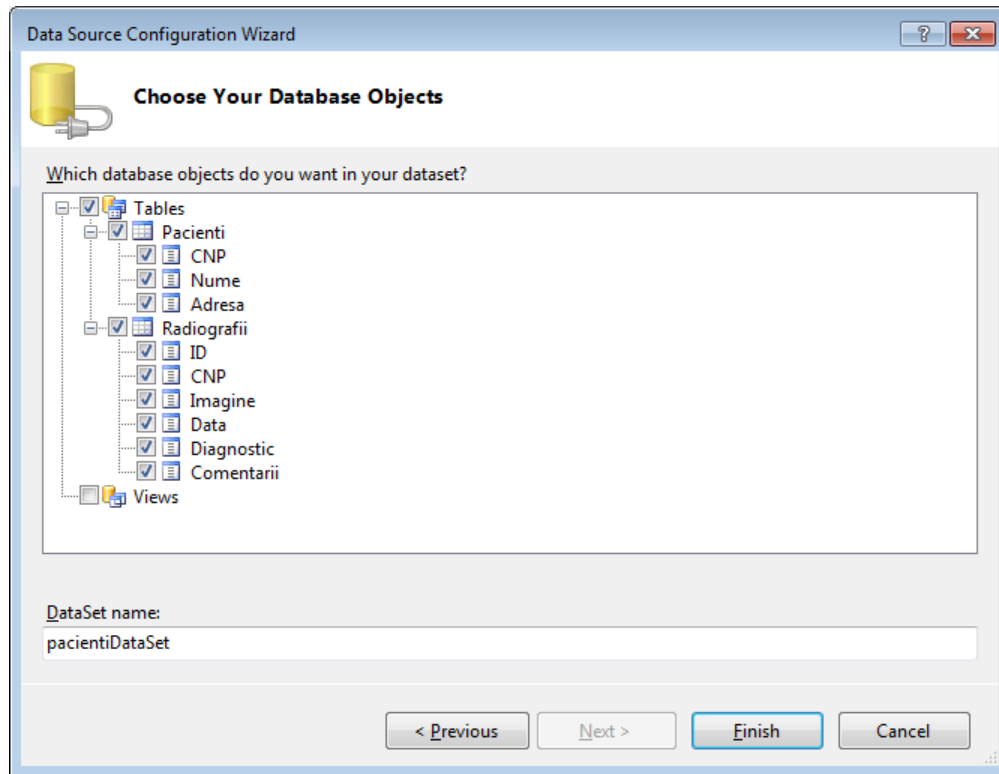 Data Source Configuration Wizard
Choose Your Database Objects
Which database objects do you want in your dataset?
Tables
Pacienti
CNP
Nume
Adresa
Radiografii
ID
CNP
Imagine
Data
Diagnostic
Comentarii
Views
DataSet name:
pacientiDataSet
< Previous Next > Finish Cancel